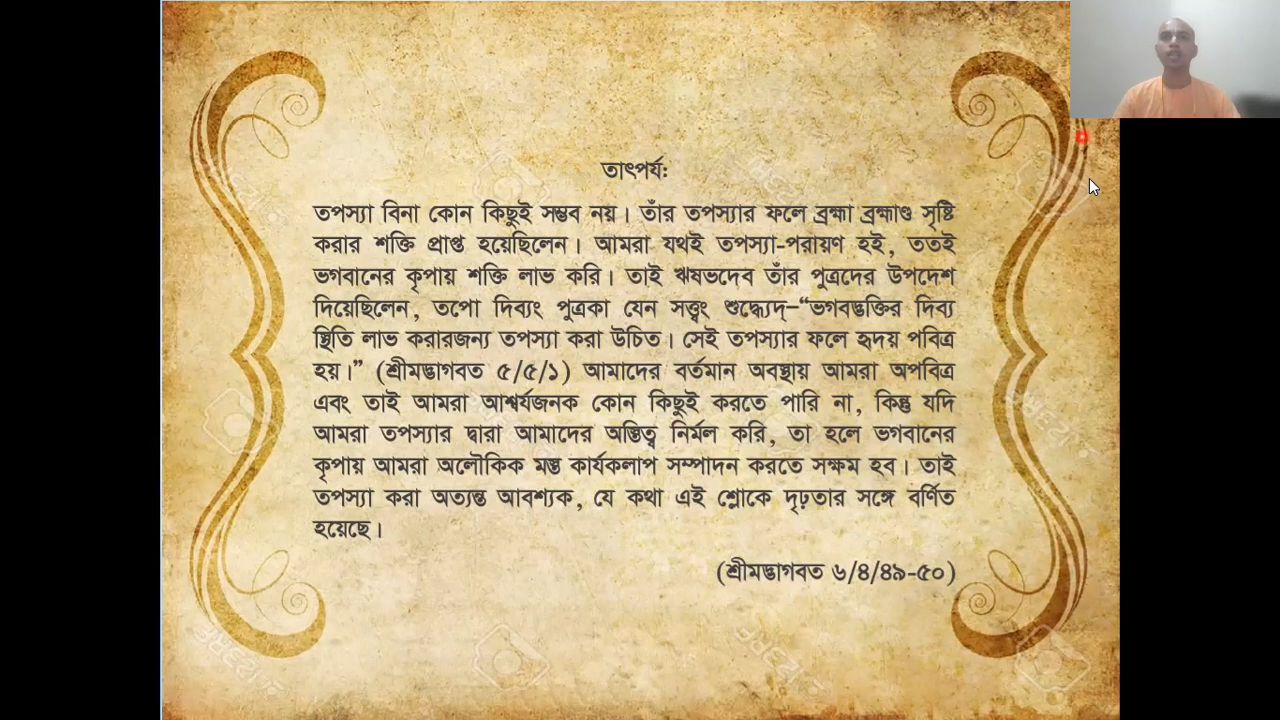 তাৎপর্য:
তপস্যা বিনা কোন কিছুই সম্ভব নয়। তাঁর তপস্যার ফলে ব্রহ্মা ব্রহ্মাণ্ড সৃষ্টি
করার শক্তি প্রাপ্ত হয়েছিলেন। আমরা যথই তপস্যা-পরায়ণ হই, ততই
ভগবানের কৃপায় শক্তি লাভ করি। তাই ঋষভদেব তাঁর পুত্রদের উপদেশ
দিয়েছিলেন, তপো দিব্যং পুত্রকা যেন সত্ত্বং শুদ্ধ্যেদ্–“ভগবদ্ভক্তির দিব্য
স্থিতি লাভ করারজন্য তপস্যা করা উচিত। সেই তপস্যার ফলে হৃদয় পবিত্র
হয়।” (শ্রীমদ্ভাগবত ৫/৫/১) আমাদের বর্তমান অবস্থায় আমরা অপবিত্র
এবং তাই আমরা আশ্চর্যজনক কোন কিছুই করতে পারি না, কিন্তু যদি
আমরা তপস্যার দ্বারা আমাদের অস্তিত্ব নির্মল করি, তা হলে ভগবানের
কৃপায় আমরা অলৌকিক মস্ত কার্যকলাপ সম্পাদন করতে সক্ষম হব। তাই
তপস্যা করা অত্যন্ত আবশ্যক, যে কথা এই শ্লোকে দৃঢ়তার সঙ্গে বর্ণিত
হয়েছে।
(শ্রীমদ্ভাগবত ৬/৪/৪৯-৫০)